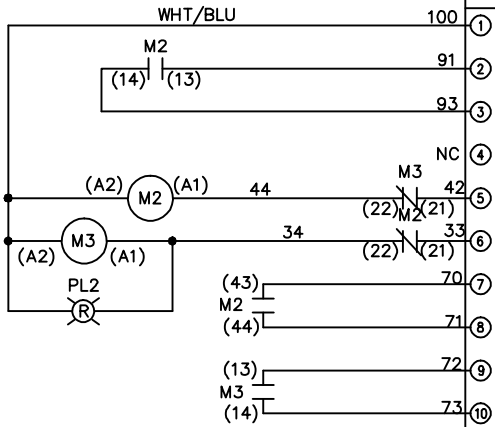 WHT/BLU 100 1
M2 91 2
(14) (13)
93 3
NC 4
M3
(A2) M2 (A1) 44 42 5
(22) (21)
M2
M3 34 33 6
(A2) (A1) (22) (21)
PL2
R
(43) 70 7
M2
(44) 71 8
(13) 72 9
M3
(14) 73 10